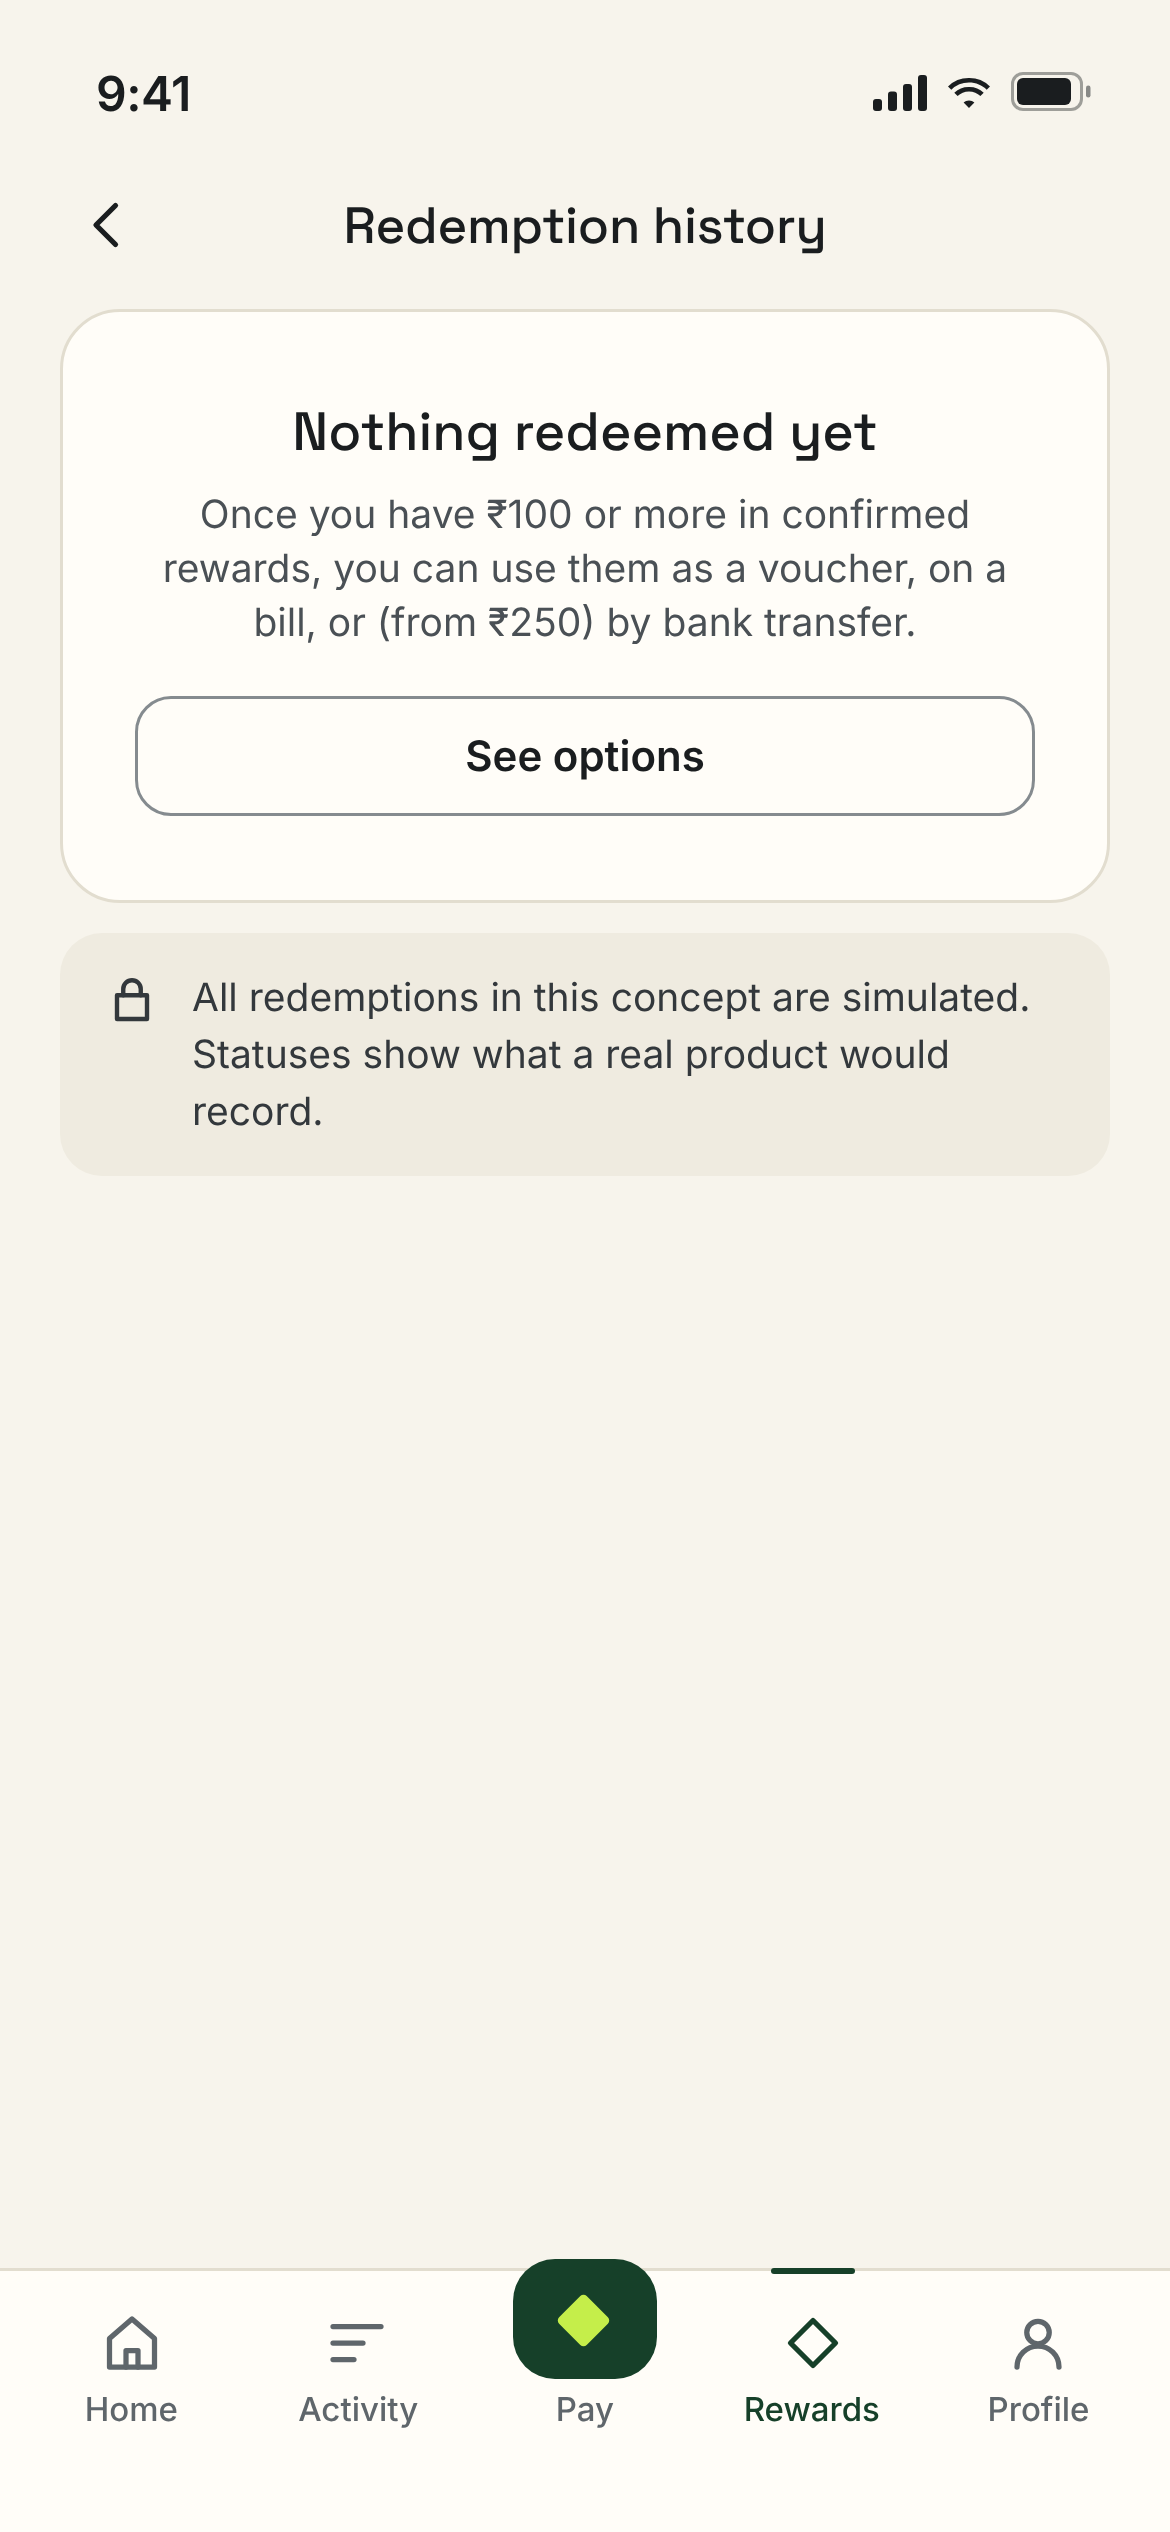 9:41
Redemption history
Nothing redeemed yet
Once you have ₹100 or more in confirmed
rewards, you can use them as a voucher, on a
bill, or (from ₹250) by bank transfer.
See options
All redemptions in this concept are simulated.
Statuses show what a real product would
record.
Home
Activity
Pay
Rewards
Profile